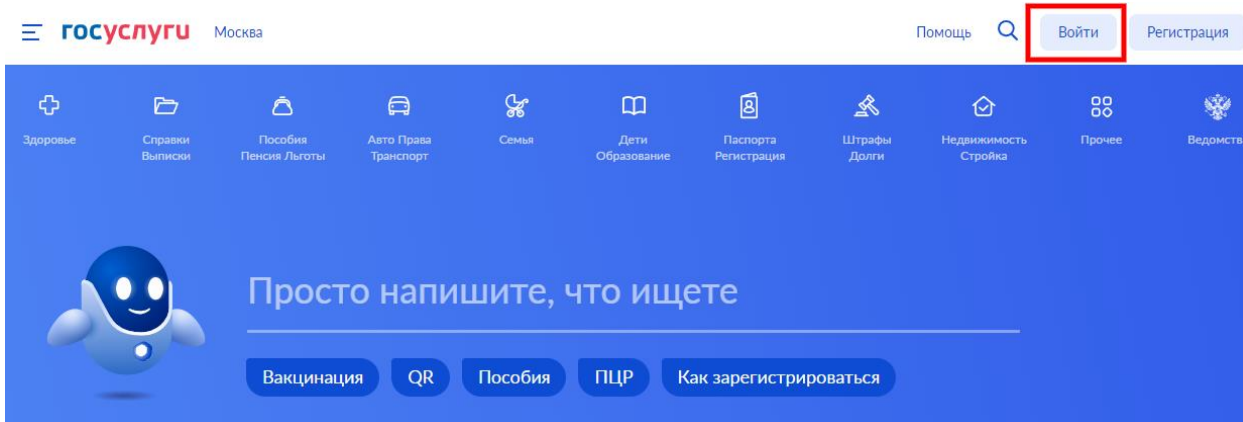 госуслуги Москва Помощь Войти Регистрация
Здоровье Справки Выписки Пособия Пенсия Льготы Авто Права Транспорт Семья Дети Образование Паспорта Регистрация Штрафы Долги Недвижимость Стройка Прочее Ведомств
Просто напишите, что ищете
Вакцинация QR Пособия ПЦР Как зарегистрироваться